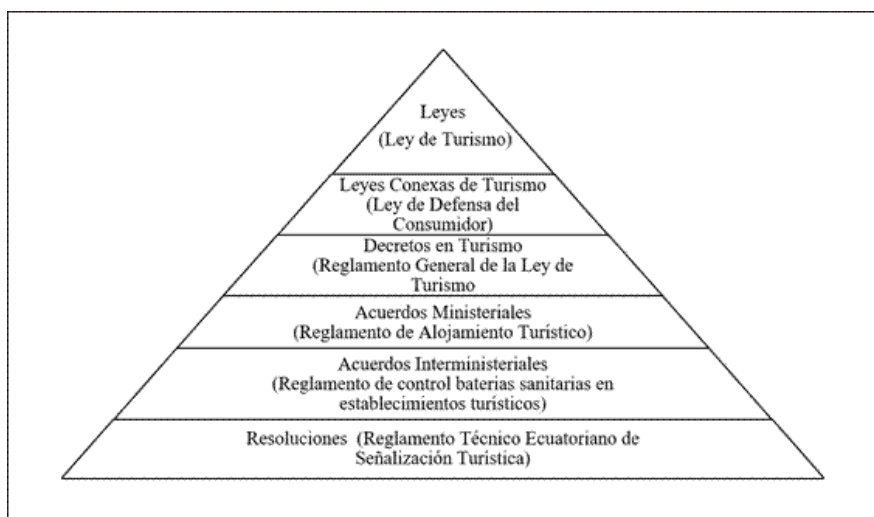 Leyes
(Ley de Turismo)
Leyes Conexas de Turismo
(Ley de Defensa del
Consumidor)
Decretos en Turismo
(Reglamento General de la Ley de
Turismo
Acuerdos Ministeriales
(Reglamento de Alojamiento Turístico)
Acuerdos Interministeriales
(Reglamento de control baterias sanitarias en
establecimientos turísticos)
Resoluciones (Reglamento Técnico Ecuatoriano de
Señalización Turistica)